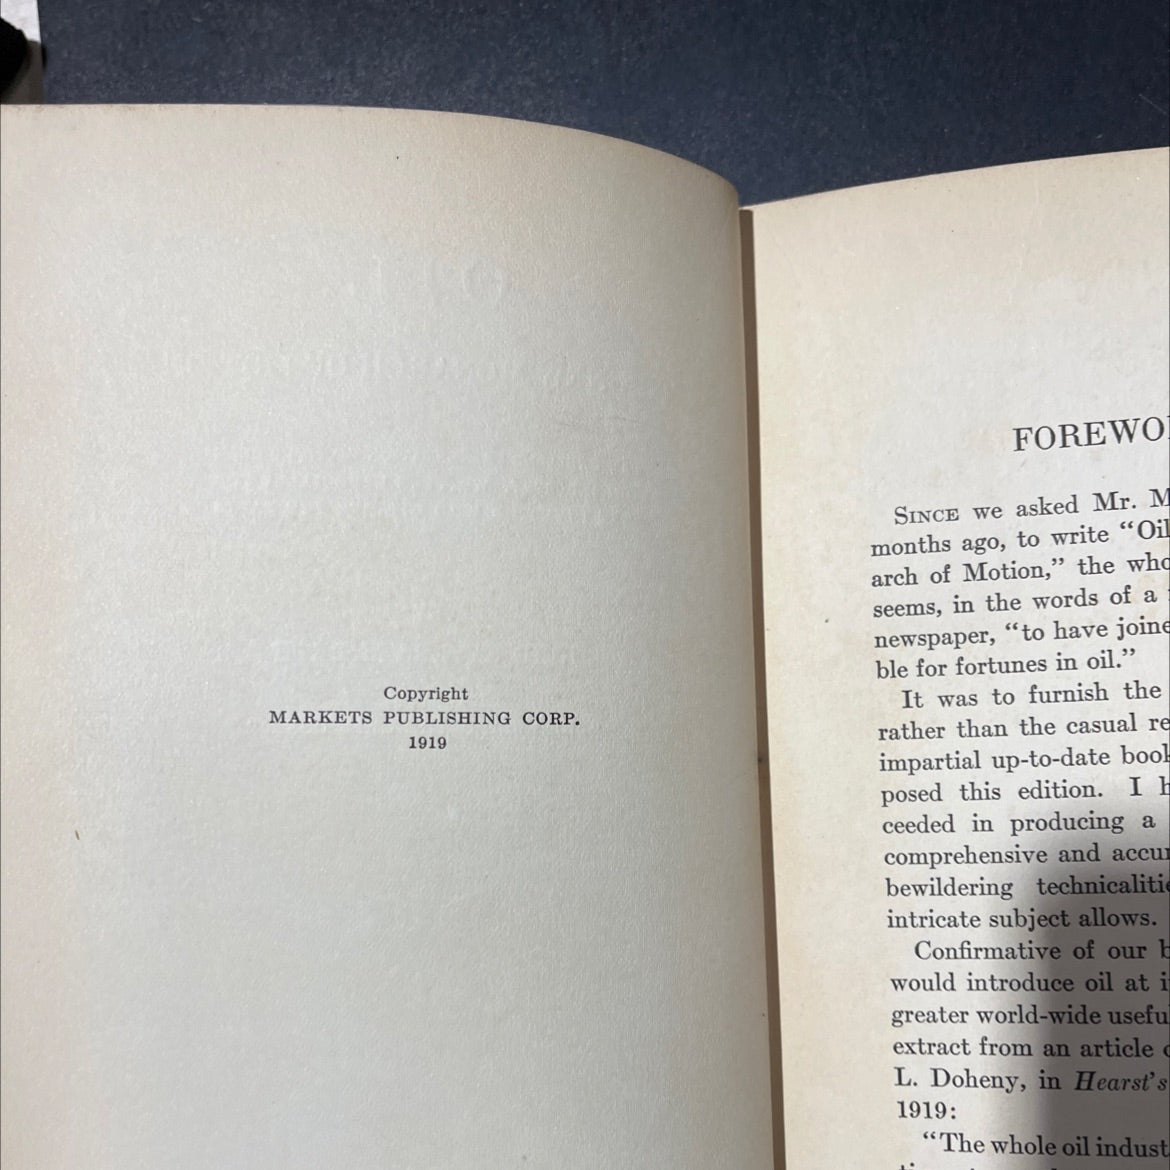 Copyright
MARKETS PUBLISHING CORP.
1919
FOREWO
SINCE we asked Mr. M
months ago, to write "Oil
arch of Motion," the who
seems, in the words of a
newspaper, "to have joine
ble for fortunes in oil."
It was to furnish the
rather than the casual re
impartial up-to-date book
posed this edition. I h
ceeded in producing a
comprehensive and accur
bewildering technicalitie
intricate subject allows.
Confirmative of our b
would introduce oil at i
greater world-wide useful
extract from an article
L. Doheny, in Hearst's
1919:
"The whole oil indust